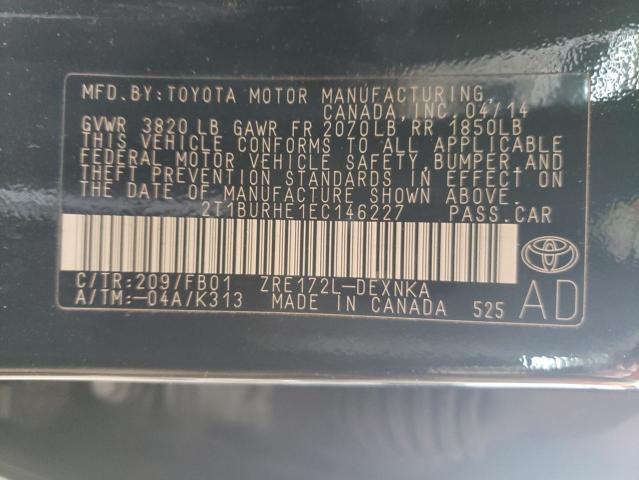 MFD. BY: TOYOTA MOTOR MANUFACTURING
CANADA, INC. 04/14
GVWR 3820 LB GAWR FR 2070LB, RR 1850LB
THIS VEHICLE CONFORMS TO ALL APPLICABLE
FEDERAL MOTOR VEHICLE SAFETY, BUMPER, AND
THEFT PREVENTION STANDARDS IN EFFECT ON
THE DATE OF MANUFACTURE SHOWN ABOVE.
2T1BURHE1EC146227 PASS.CAR
C/TR:209/FB01 ZRE172L-DEXNKA
A/TM:-04A/K313 MADE IN CANADA 525
AD